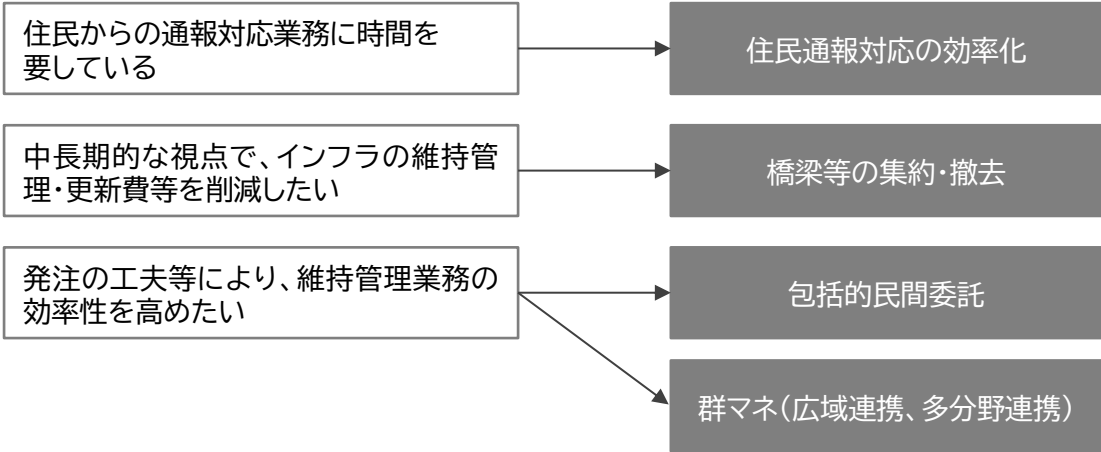 住民からの通報対応業務に時間を
要している
住民通報対応の効率化
中長期的な視点で、インフラの維持管
理・更新費等を削減したい
橋梁等の集約・撤去
発注の工夫等により、維持管理業務の
効率性を高めたい
包括的民間委託
群マネ（広域連携、多分野連携）